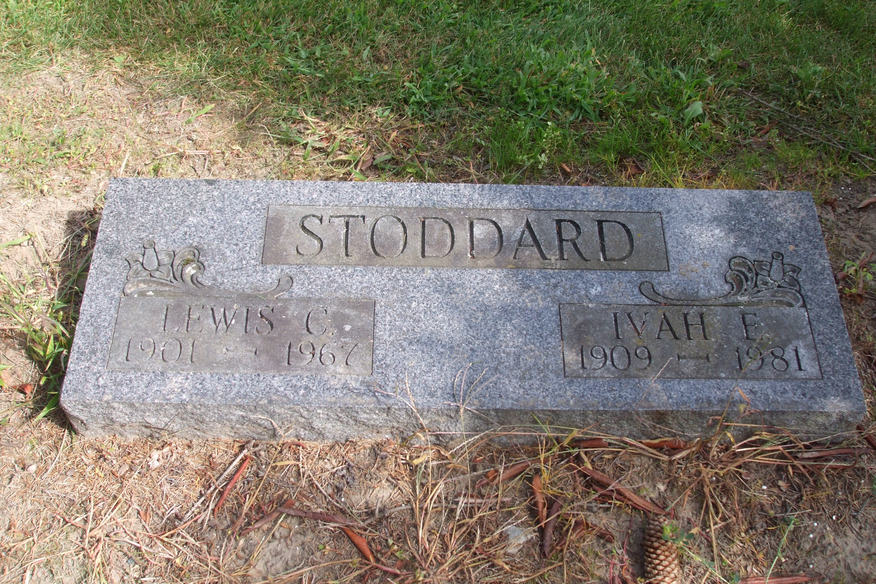 STODDARD
LEWIS C.
1901 - 1967
IVAH E.
1909 - 1981